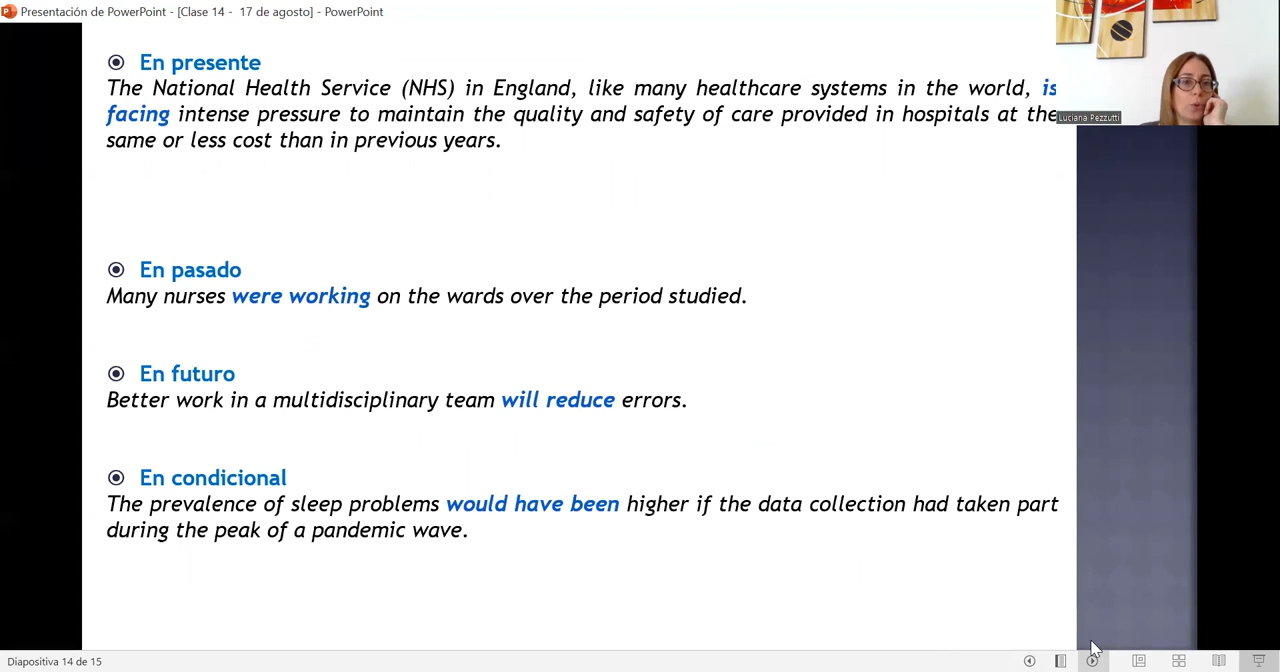 Presentación de PowerPoint - [Clase 14 - 17 de agosto] - PowerPoint
En presente
The National Health Service (NHS) in England, like many healthcare systems in the world, is
facing intense pressure to maintain the quality and safety of care provided in hospitals at the
same or less cost than in previous years.
Luciana Pezzutti
En pasado
Many nurses were working on the wards over the period studied.
En futuro
Better work in a multidisciplinary team will reduce errors.
En condicional
The prevalence of sleep problems would have been higher if the data collection had taken part
during the peak of a pandemic wave.
Diapositiva 14 de 15